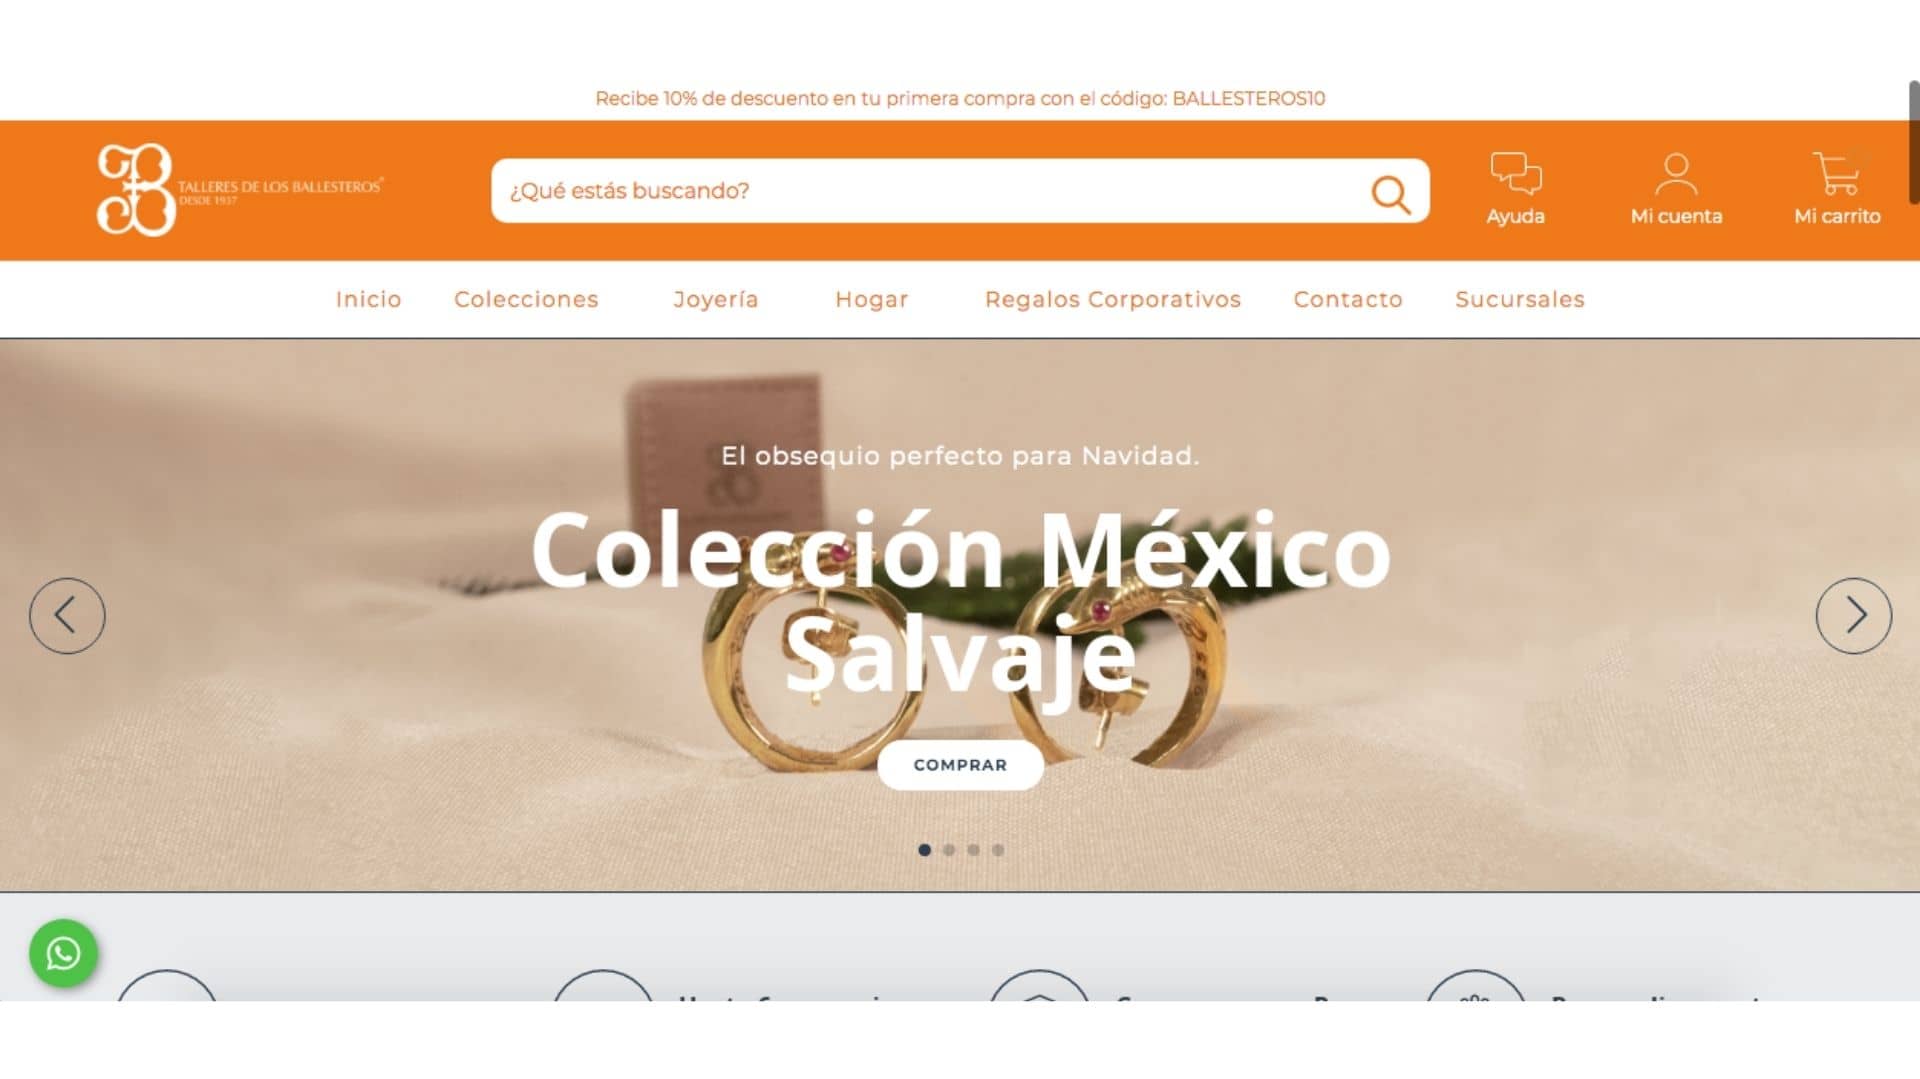 Recibe 10% de descuento en tu primera compra con el código: BALLESTEROS10
TALLERES DE LOS BALLESTEROS®
DESDE 1937
¿Qué estás buscando?
Ayuda
Mi cuenta
Mi carrito
Inicio
Colecciones
Joyería
Hogar
Regalos Corporativos
Contacto
Sucursales
El obsequio perfecto para Navidad.
Colección México
Salvaje
COMPRAR